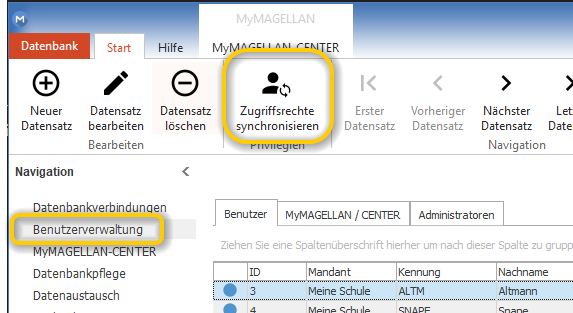 MyMAGELLAN
Datenbank Start Hilfe MyMAGELLAN-CENTER
Neuer Datensatz
Datensatz bearbeiten
Datensatz löschen
Zugriffsrechte synchronisieren
Erster Datensatz
Vorheriger Datensatz
Nächster Datensatz
Bearbeiten
Privilegien
Navigation
Navigation
Datenbankverbindungen
Benutzerverwaltung
MyMAGELLAN-CENTER
Datenbankpflege
Datenaustausch
Benutzer MyMAGELLAN / CENTER Administratoren
Ziehen Sie eine Spaltenüberschrift hierher um nach dieser Spalte zu grupp
ID Mandant Kennung Nachname
3 Meine Schule ALTM Altmann
4 Meine Schule SNAPE Snape